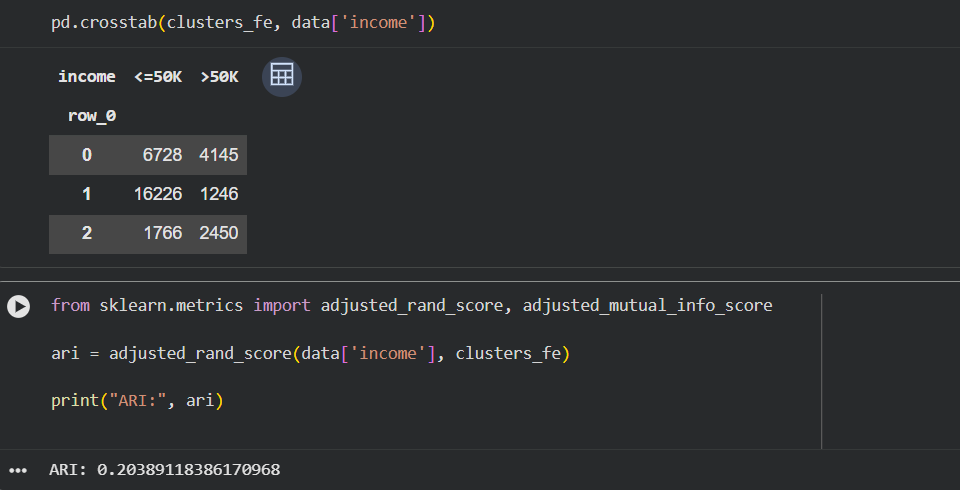 pd.crosstab(clusters_fe, data['income'])
income <=50K >50K
row_0
0 6728 4145
1 16226 1246
2 1766 2450
from sklearn.metrics import adjusted_rand_score, adjusted_mutual_info_score
ari = adjusted_rand_score(data['income'], clusters_fe)
print("ARI:", ari)
ARI: 0.20389118386170968